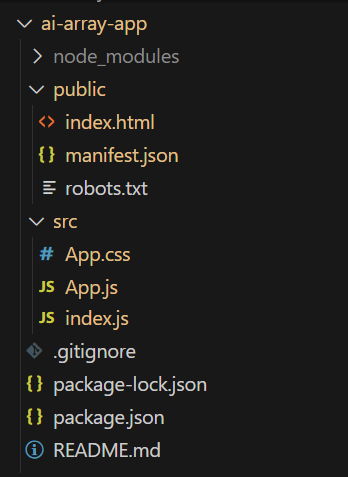 ai-array-app
node_modules
public
index.html
manifest.json
robots.txt
src
App.css
JS App.js
JS index.js
.gitignore
package-lock.json
package.json
README.md